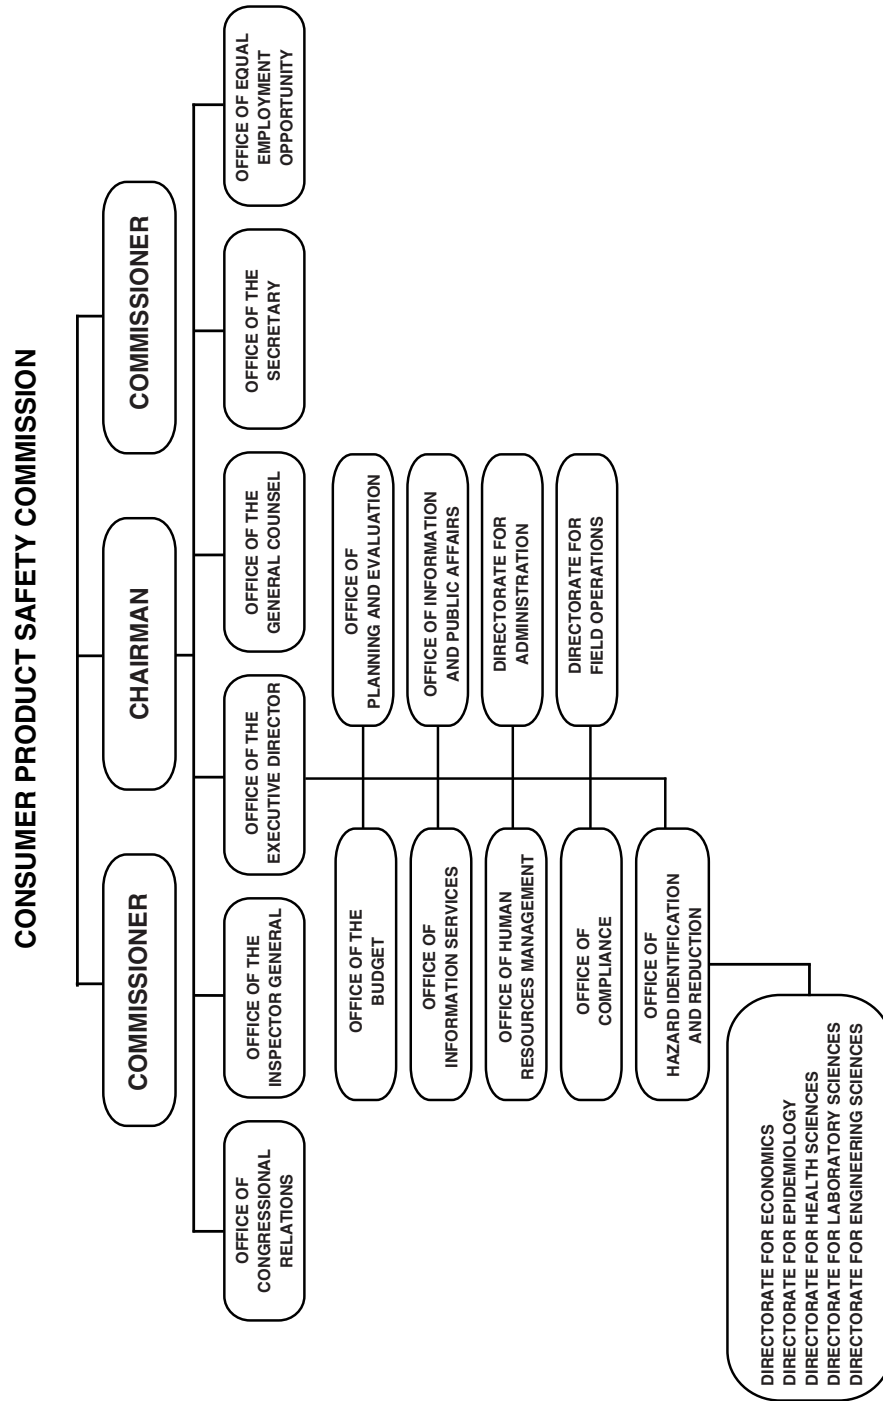 CONSUMER PRODUCT SAFETY COMMISSION
COMMISSIONER
CHAIRMAN
COMMISSIONER
OFFICE OF
CONGRESSIONAL
RELATIONS
OFFICE OF THE
INSPECTOR GENERAL
OFFICE OF THE
EXECUTIVE DIRECTOR
OFFICE OF THE
GENERAL COUNSEL
OFFICE OF THE
SECRETARY
OFFICE OF EQUAL
EMPLOYMENT
OPPORTUNITY
OFFICE OF THE
BUDGET
OFFICE OF
PLANNING AND EVALUATION
OFFICE OF
INFORMATION SERVICES
OFFICE OF INFORMATION
AND PUBLIC AFFAIRS
OFFICE OF HUMAN
RESOURCES MANAGEMENT
DIRECTORATE FOR
ADMINISTRATION
OFFICE OF
COMPLIANCE
DIRECTORATE FOR
FIELD OPERATIONS
OFFICE OF
HAZARD IDENTIFICATION
AND REDUCTION
DIRECTORATE FOR ECONOMICS
DIRECTORATE FOR EPIDEMIOLOGY
DIRECTORATE FOR HEALTH SCIENCES
DIRECTORATE FOR LABORATORY SCIENCES
DIRECTORATE FOR ENGINEERING SCIENCES